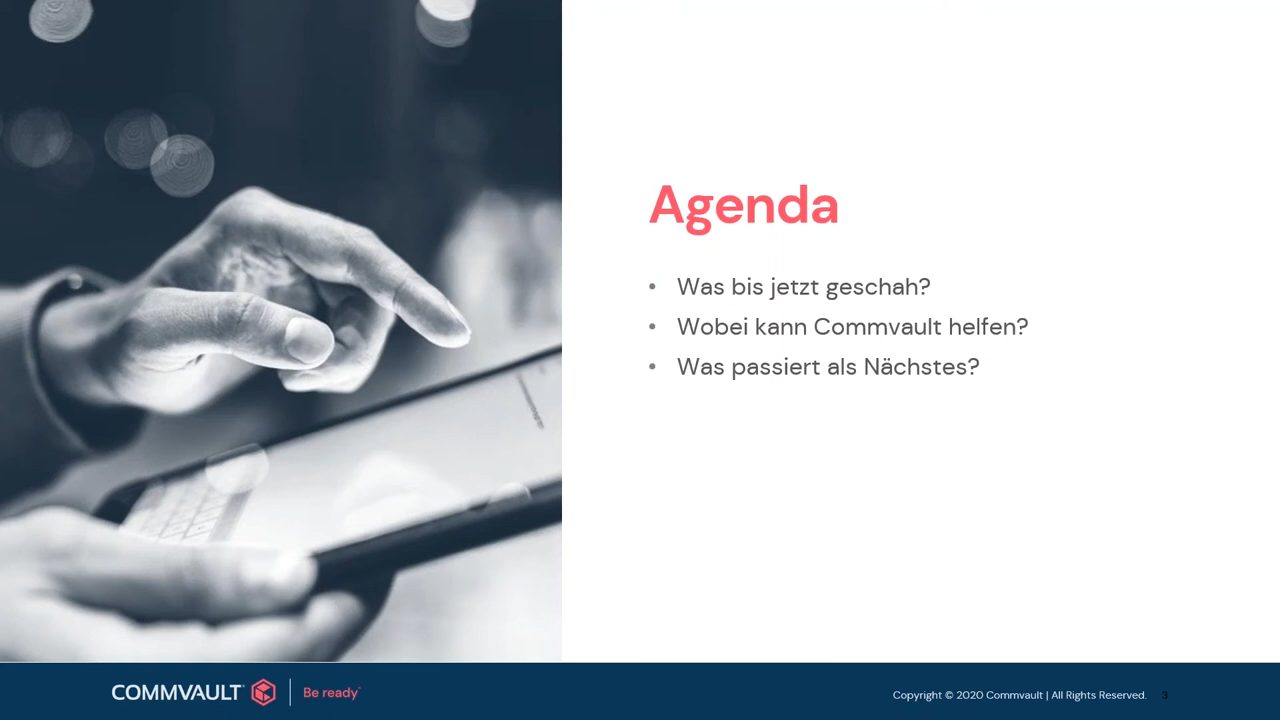 Agenda
• Was bis jetzt geschah?
• Wobei kann Commvault helfen?
• Was passiert als Nächstes?
COMMVAULT Be ready
Copyright © 2020 Commvault | All Rights Reserved. 3